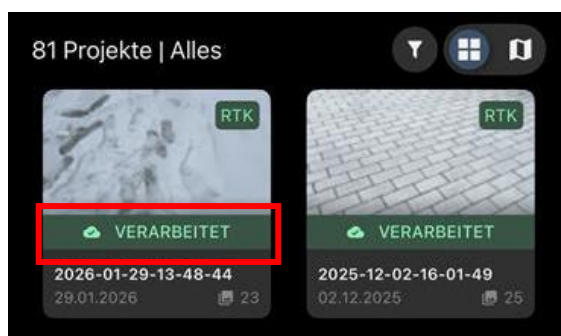 81 Projekte | Alles
RTK
RTK
VERARBEITET
VERARBEITET
2026-01-29-13-48-44
2025-12-02-16-01-49
29.01.2026 23
02.12.2025 25